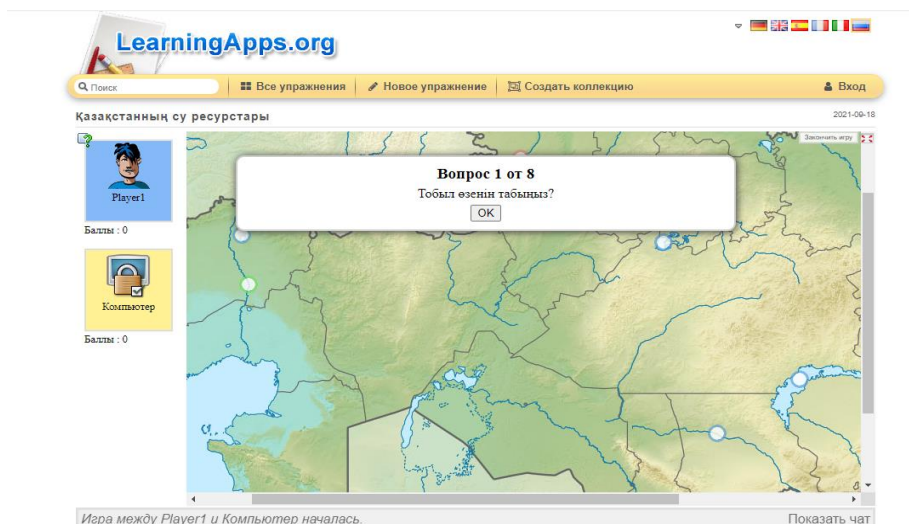 LearningApps.org
Поиск
Все упражнения
Новое упражнение
Создать коллекцию
Вход
Қазақстанның су ресурстары
2021-09-18
Закончить игру
Вопрос 1 от 8
Тобыл өзенін табыңыз?
OK
Player1
Баллы : 0
Компьютер
Баллы : 0
Игра между Player1 и Компьютер началась.
Показать чат